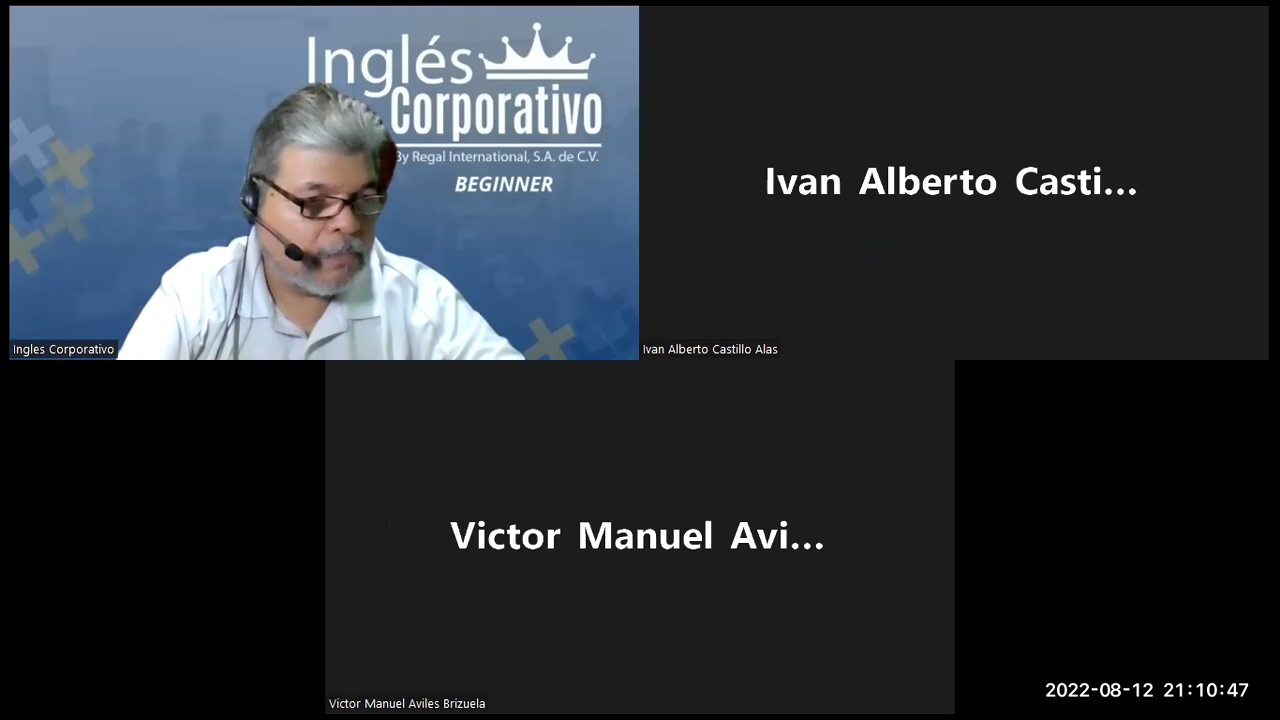 Inglés
Corporativo
By Regal International, S.A. de C.V.
BEGINNER
Ingles Corporativo
Ivan Alberto Casti...
Ivan Alberto Castillo Alas
Victor Manuel Avi...
Victor Manuel Aviles Brizuela
2022-08-12 21:10:47